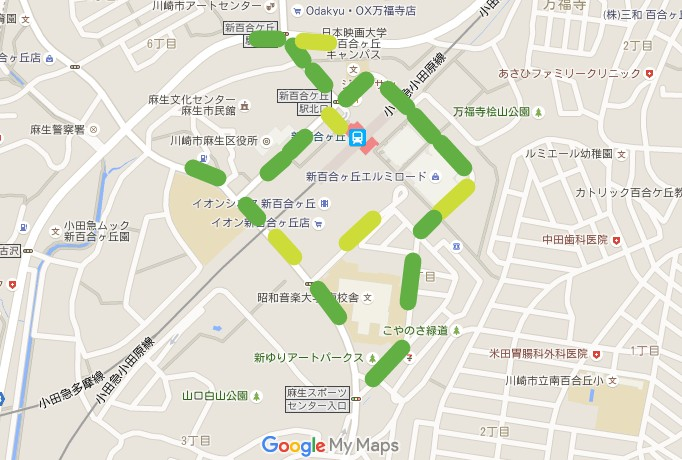 川崎市アートセンター
Odakyu・OX万福寺店
万福寺
(株)三和 百合ヶ丘
新百合ケ丘
日本映画大学
百合ヶ丘
キャンパス
6丁目
ヶ丘店
小田急小田原線
あさひファミリークリニック
新百合ケ丘
駅北口
麻生文化センター
麻生市民館
万福寺桧山公園
麻生警察署
川崎市麻生区役所
ルミエール幼稚園
新百合ヶ丘エルミロード
カトリック百合ケ丘教
イオンシネマ新百合ヶ丘
イオン新百合ヶ丘店
小田急ムック
新百合ヶ丘園
古沢
中田歯科医院
丁目
昭和音楽大学
校舎
こやのさ緑道
1丁目
新ゆりアートパークス
米田胃腸科外科医院
川崎市立南百合丘小
小田急多摩線
小田急小田原線
山口白山公園
麻生スポーツ
センター入口
3丁目
2丁目
2丁目
Google My Maps